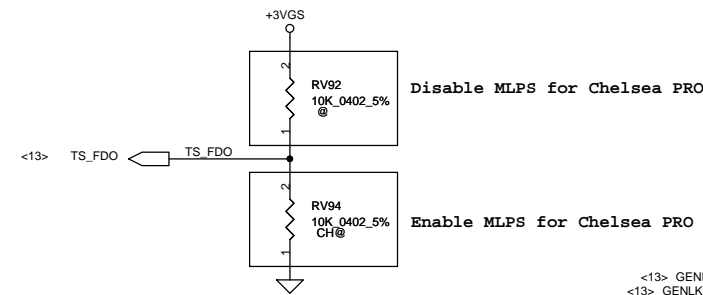 +3VGS
2
RV92
10K_0402_5%
@
1
Disable MLPS for Chelsea PRO
<13> TS_FDO TS_FDO
2
RV94
10K_0402_5%
CH@
1
Enable MLPS for Chelsea PRO
<13>
<13> GENLK